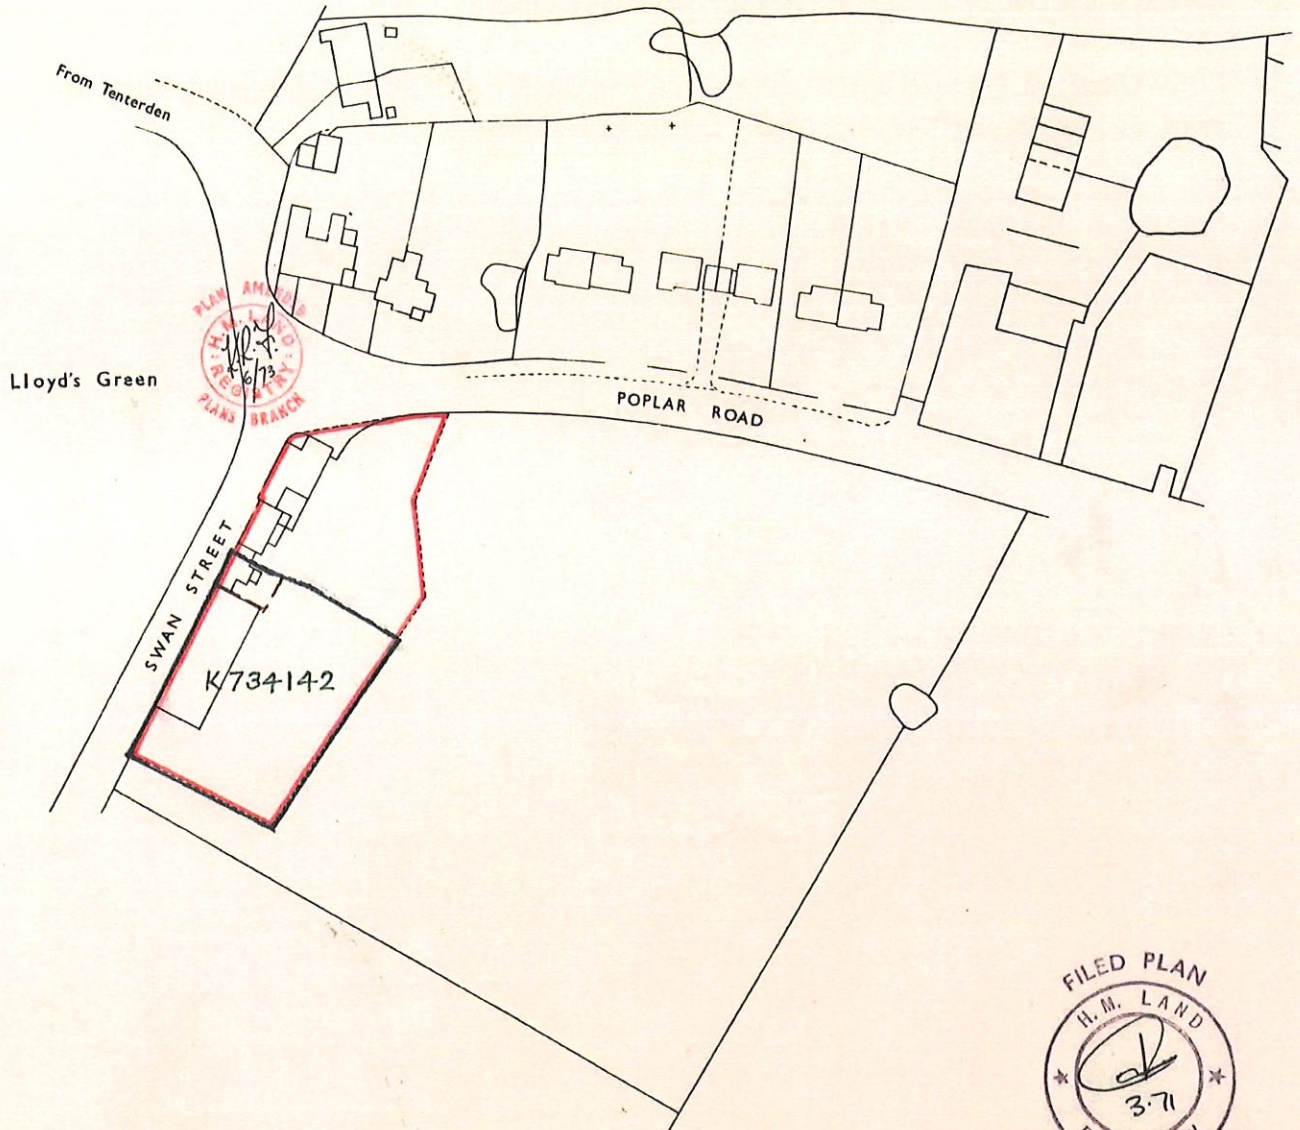 From Tenterden
PLAN AMENDED
H.M. LAND
REGISTRY
6/73
PLANS BRANCH
Lloyd's Green
POPLAR ROAD
SWAN STREET
K734142
FILED PLAN
H.M. LAND
3·71